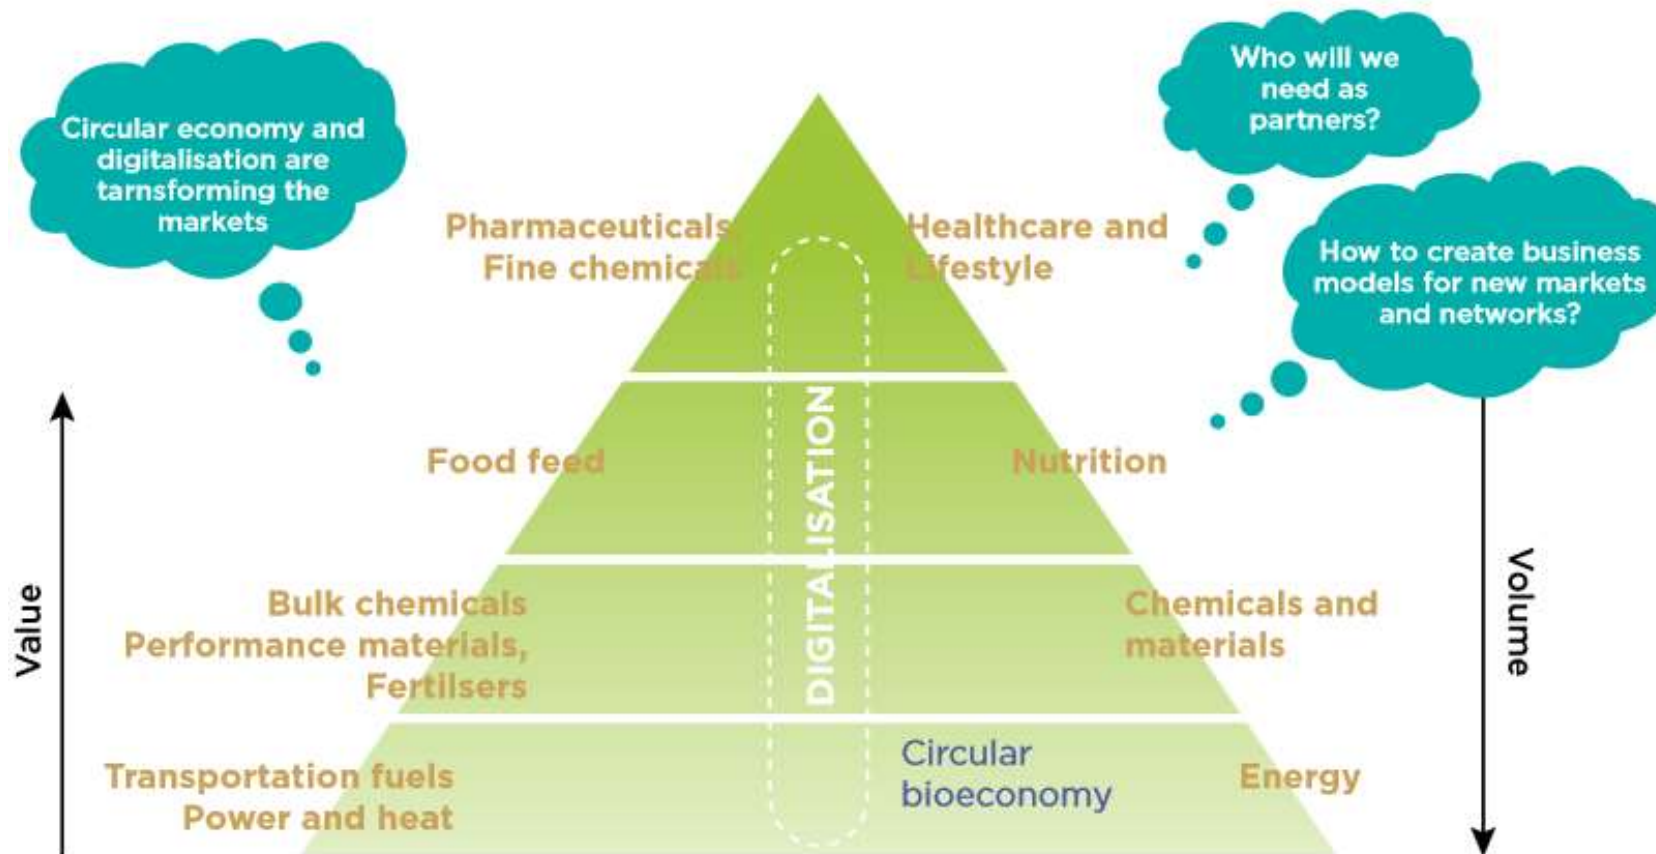 Circular economy and
digitalisation are
tarnsforming the
markets
Who will we
need as
partners?
How to create business
models for new markets
and networks?
Pharmaceuticals,
Fine chemicals
Healthcare and
Lifestyle
Food feed
Nutrition
DIGITALISATION
Value
Volume
Bulk chemicals
Performance materials,
Fertilsers
Chemicals and
materials
Transportation fuels
Power and heat
Circular
bioeconomy
Energy